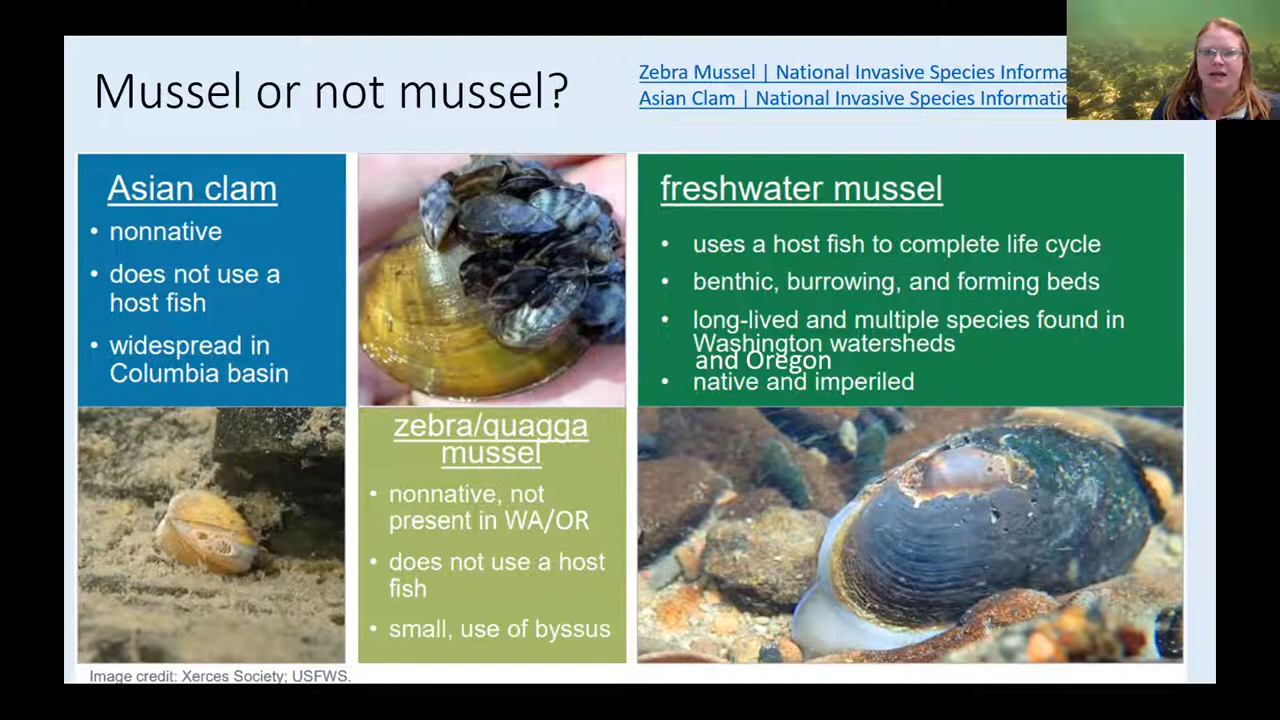 Mussel or not mussel?
Zebra Mussel | National Invasive Species Informa
Asian Clam | National Invasive Species Informatio
Asian clam
• nonnative
• does not use a
host fish
• widespread in
Columbia basin
zebra/quagga
mussel
• nonnative, not
present in WA/OR
• does not use a host
fish
• small, use of byssus
freshwater mussel
• uses a host fish to complete life cycle
• benthic, burrowing, and forming beds
• long-lived and multiple species found in
Washington watersheds
and Oregon
• native and imperiled
Image credit: Xerces Society; USFWS.